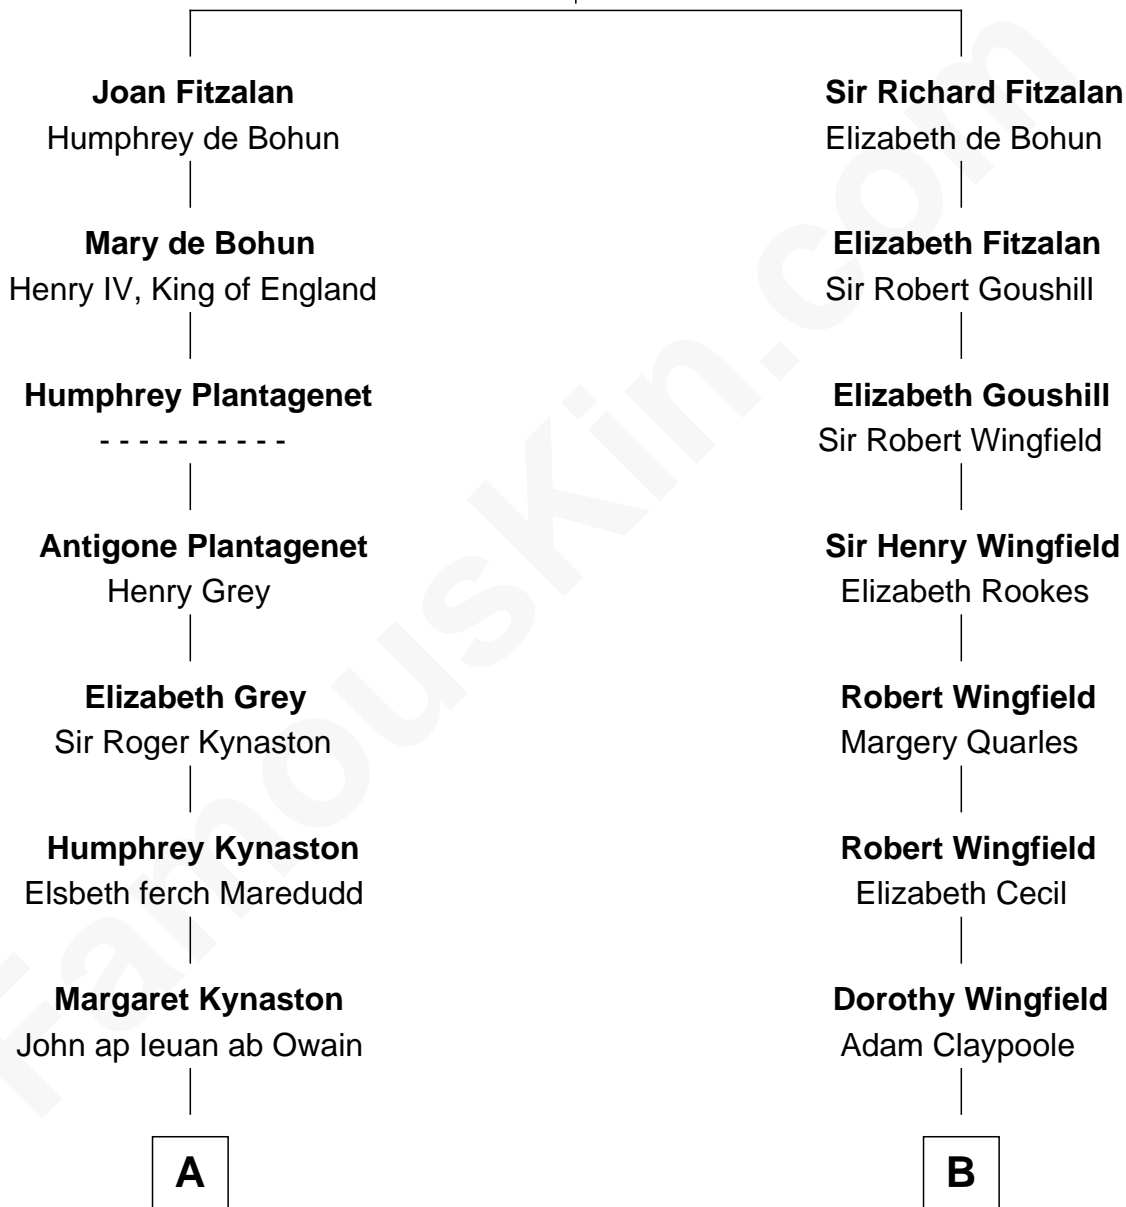 Joan Fitzalan
Humphrey de Bohun
Mary de Bohun
Henry IV, King of England
Humphrey Plantagenet
- - - - - - - - - -
Antigone Plantagenet
Henry Grey
Elizabeth Grey
Sir Roger Kynaston
Humphrey Kynaston
Elsbeth ferch Maredudd
Margaret Kynaston
John ap Ieuan ab Owain
A
Sir Richard Fitzalan
Elizabeth de Bohun
Elizabeth Fitzalan
Sir Robert Goushill
Elizabeth Goushill
Sir Robert Wingfield
Sir Henry Wingfield
Elizabeth Rookes
Robert Wingfield
Margery Quarles
Robert Wingfield
Elizabeth Cecil
Dorothy Wingfield
Adam Claypoole
B
FamousKin.com